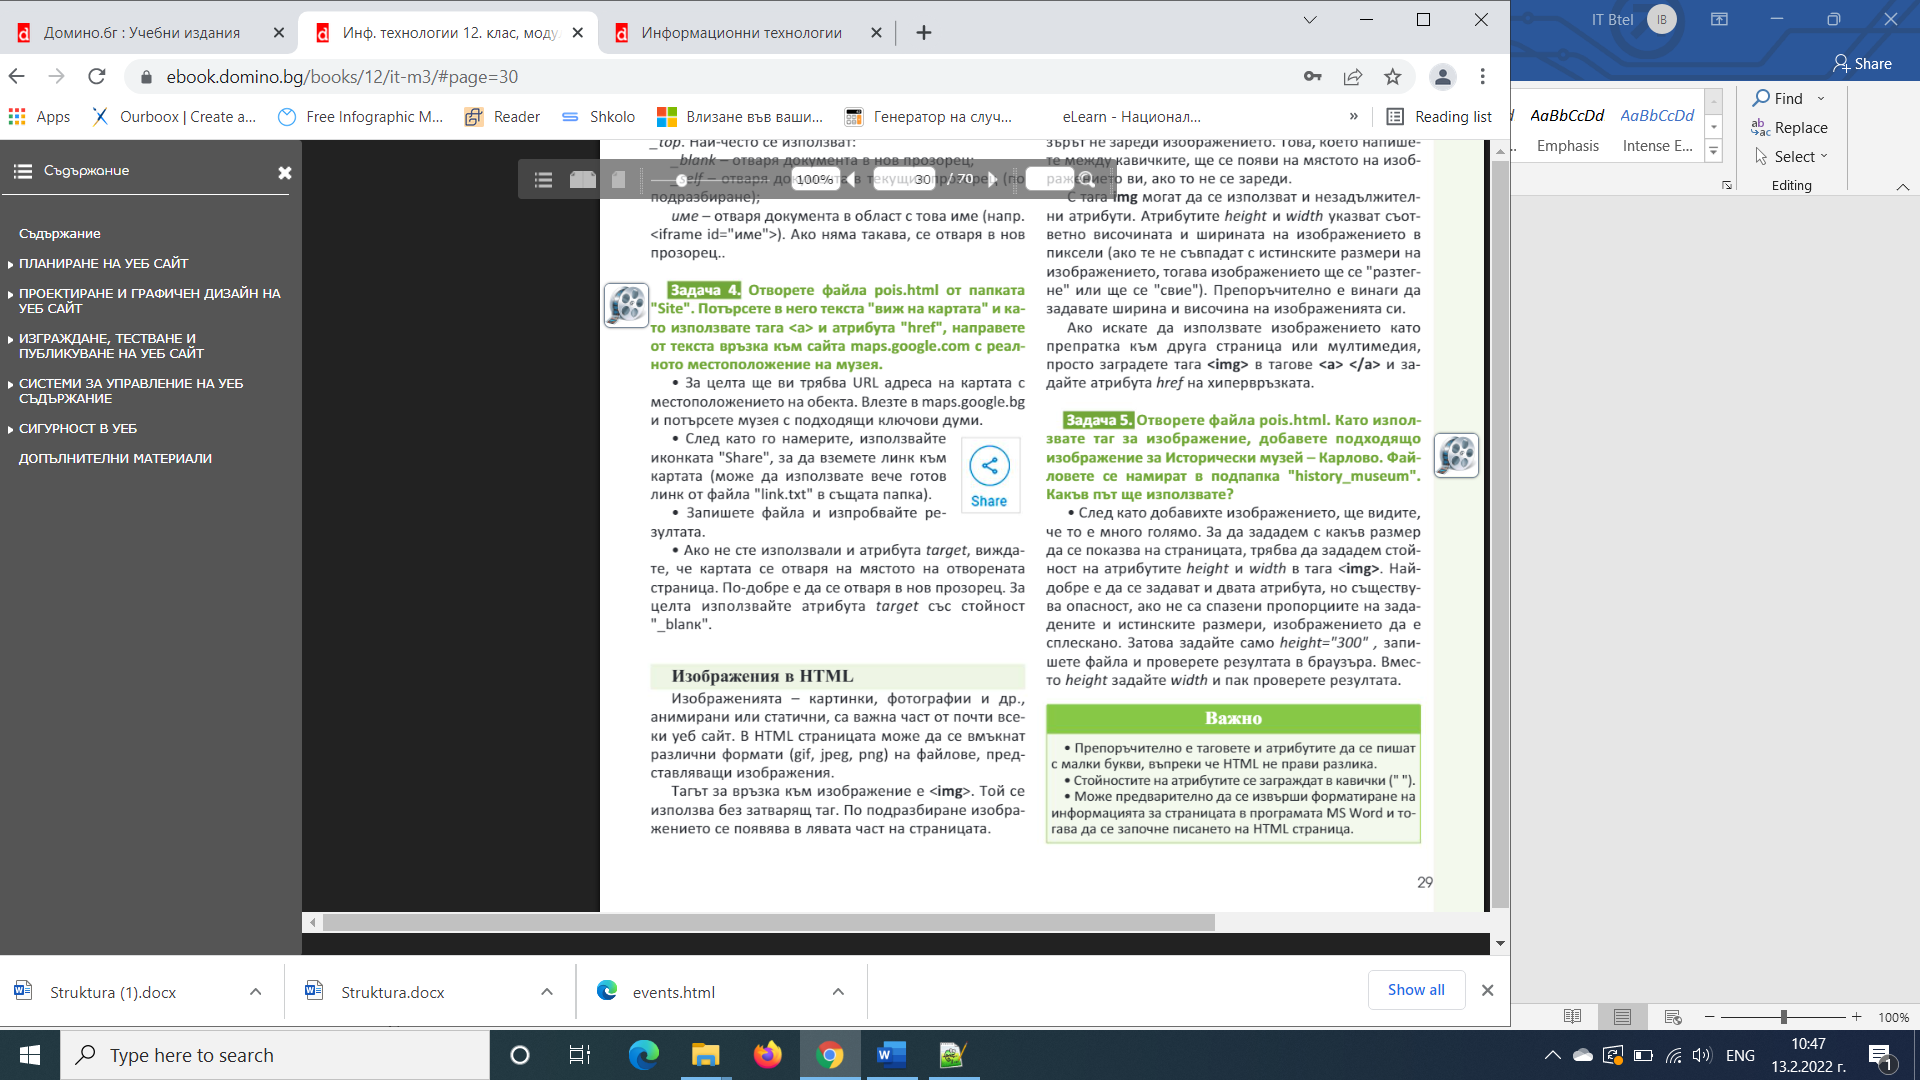 Домино.бг : Учебни издания
Инф. технологии 12. клас, моду
Информационни технологии
IT Btel
IB
ebook.domino.bg/books/12/it-m3/#page=30
Share
Apps
Ourboox | Create a...
Free Infographic M...
Reader
Shkolo
Влизане във ваши...
Генератор на случ...
eLearn - Национал...
»
Reading list
AaBbCcDd
AaBbCcDd
Emphasis
Intense E...
Find
Replace
Select
Editing
Съдържание
Съдържание
ПЛАНИРАНЕ НА УЕБ САЙТ
ПРОЕКТИРАНЕ И ГРАФИЧЕН ДИЗАЙН НА
УЕБ САЙТ
ИЗГРАЖДАНЕ, ТЕСТВАНЕ И
ПУБЛИКУВАНЕ НА УЕБ САЙТ
СИСТЕМИ ЗА УПРАВЛЕНИЕ НА УЕБ
СЪДЪРЖАНИЕ
СИГУРНОСТ В УЕБ
ДОПЪЛНИТЕЛНИ МАТЕРИАЛИ
100%
30
/ 70
_top. Най-често се използват:
_blank – отваря документа в нов прозорец;
_self – отваря документа в текущия прозорец (по
подразбиране);
име – отваря документа в област с това име (напр.
<iframe id="име">). Ако няма такава, се отваря в нов
прозорец..
Задача 4. Отворете файла pois.html от папката
"Site". Потърсете в него текста "виж на картата" и ка-
то използвате тага <a> и атрибута "href", направете
от текста връзка към сайта maps.google.com с реал-
ното местоположение на музея.
• За целта ще ви трябва URL адреса на картата с
местоположението на обекта. Влезте в maps.google.bg
и потърсете музея с подходящи ключови думи.
• След като го намерите, използвайте
иконката "Share", за да вземете линк към
картата (може да използвате вече готов
линк от файла "link.txt" в същата папка).
Share
• Запишете файла и изпробвайте ре-
зултата.
• Ако не сте използвали и атрибута target, вижда-
те, че картата се отваря на мястото на отворената
страница. По-добре е да се отваря в нов прозорец. За
целта използвайте атрибута target със стойност
"_blank".
Изображения в HTML
Изображенията – картинки, фотографии и др.,
анимирани или статични, са важна част от почти все-
ки уеб сайт. В HTML страницата може да се вмъкнат
различни формати (gif, jpeg, png) на файлове, пред-
ставляващи изображения.
Тагът за връзка към изображение е <img>. Той се
използва без затварящ таг. По подразбиране изобра-
жението се появява в лявата част на страницата.
зърът не зареди изображението. Това, което напише-
те между кавичките, ще се появи на мястото на изоб-
ражението ви, ако то не се зареди.
С тага img могат да се използват и незадължител-
ни атрибути. Атрибутите height и width указват съот-
ветно височината и ширината на изображението в
пиксели (ако те не съвпадат с истинските размери на
изображението, тогава изображението ще се "разтег-
не" или ще се "свие"). Препоръчително е винаги да
задавате ширина и височина на изображенията си.
Ако искате да използвате изображението като
препратка към друга страница или мултимедия,
просто заградете тага <img> в тагове <a> </a> и за-
дайте атрибута href на хипервръзката.
Задача 5. Отворете файла pois.html. Като използ-
вате таг за изображение, добавете подходящо
изображение за Исторически музей – Карлово. Фай-
ловете се намират в подпапка "history_museum".
Какъв път ще използвате?
• След като добавихте изображението, ще видите,
че то е много голямо. За да зададем с какъв размер
да се показва на страницата, трябва да зададем стой-
ност на атрибутите height и width в тага <img>. Най-
добре е да се задават и двата атрибута, но съществу-
ва опасност, ако не са спазени пропорциите на зада-
дените и истинските размери, изображението да е
сплескано. Затова задайте само height="300" , запи-
шете файла и проверете резултата в браузъра. Вмес-
то height задайте width и пак проверете резултата.
Важно
• Препоръчително е таговете и атрибутите да се пишат
с малки букви, въпреки че HTML не прави разлика.
• Стойностите на атрибутите се заграждат в кавички (" ").
• Може предварително да се извърши форматиране на
информацията за страницата в програмата MS Word и то-
гава да се започне писането на HTML страница.
29
Struktura (1).docx
Struktura.docx
events.html
Show all
100%
Type here to search
ENG
10:47
13.2.2022 г.
1